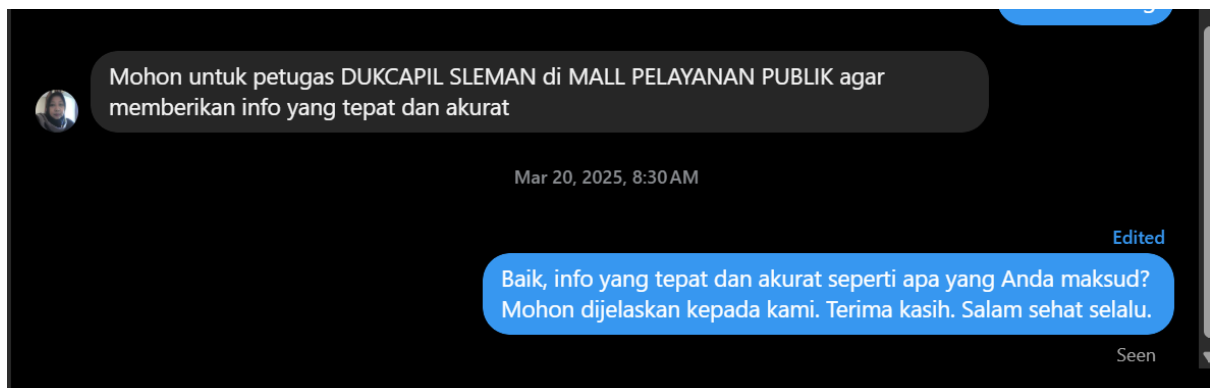 Mohon untuk petugas DUKCAPIL SLEMAN di MALL PELAYANAN PUBLIK agar
memberikan info yang tepat dan akurat
Mar 20, 2025, 8:30 AM
Edited
Baik, info yang tepat dan akurat seperti apa yang Anda maksud?
Mohon dijelaskan kepada kami. Terima kasih. Salam sehat selalu.
Seen